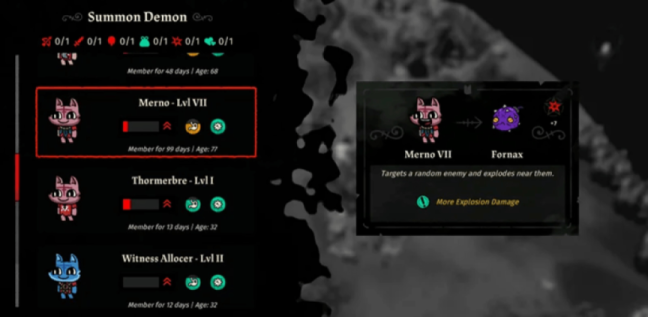 Summon Demon
0/1 0/1 0/1 0/1 0/1 0/1
Member for 48 days | Age: 68
Merno - Lvl VII
Member for 99 days | Age: 77
Thormerbre - Lvl I
Member for 13 days | Age: 32
Witness Allocer - Lvl II
Member for 12 days | Age: 32
+7
Merno VII
Fornax
Targets a random enemy and explodes near them.
More Explosion Damage